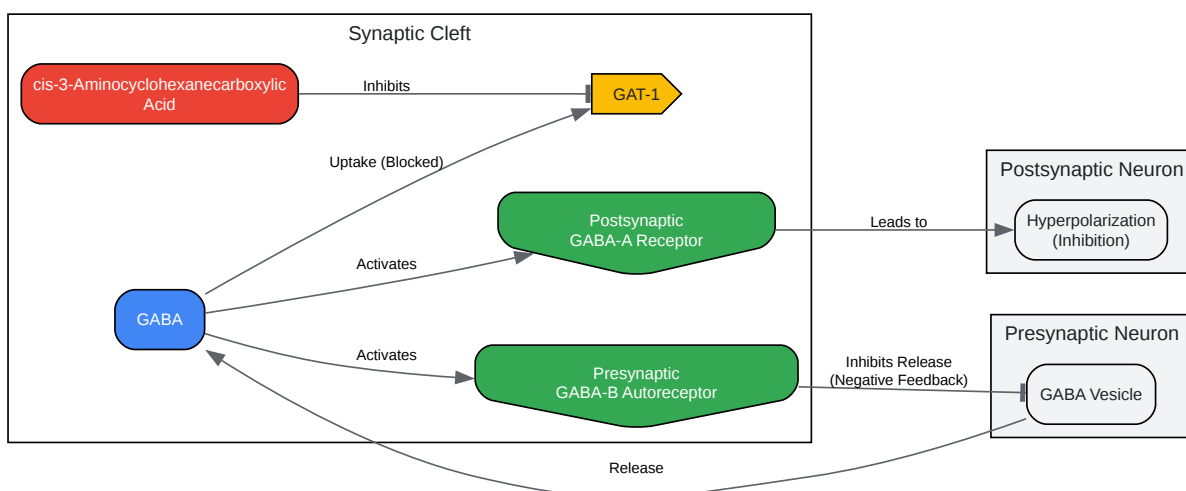 Synaptic Cleft
cis-3-Aminocyclohexanecarboxylic
Acid
Inhibits
GAT-1
Uptake (Blocked)
Postsynaptic
GABA-A Receptor
Leads to
Postsynaptic Neuron
Hyperpolarization
(Inhibition)
Activates
GABA
Activates
Presynaptic
GABA-B Autoreceptor
Inhibits Release
(Negative Feedback)
Presynaptic Neuron
GABA Vesicle
Release